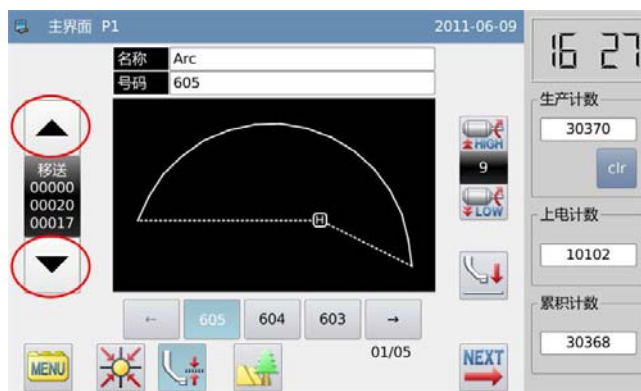 主界面 P1
2011-06-09
16 27
名称 Arc
号码 605
移送
00000
00020
00017
H
HIGH
9
LOW
生产计数
30370
clr
上电计数
10102
累积计数
30368
← 605 604 603 →
01/05
MENU
NEXT